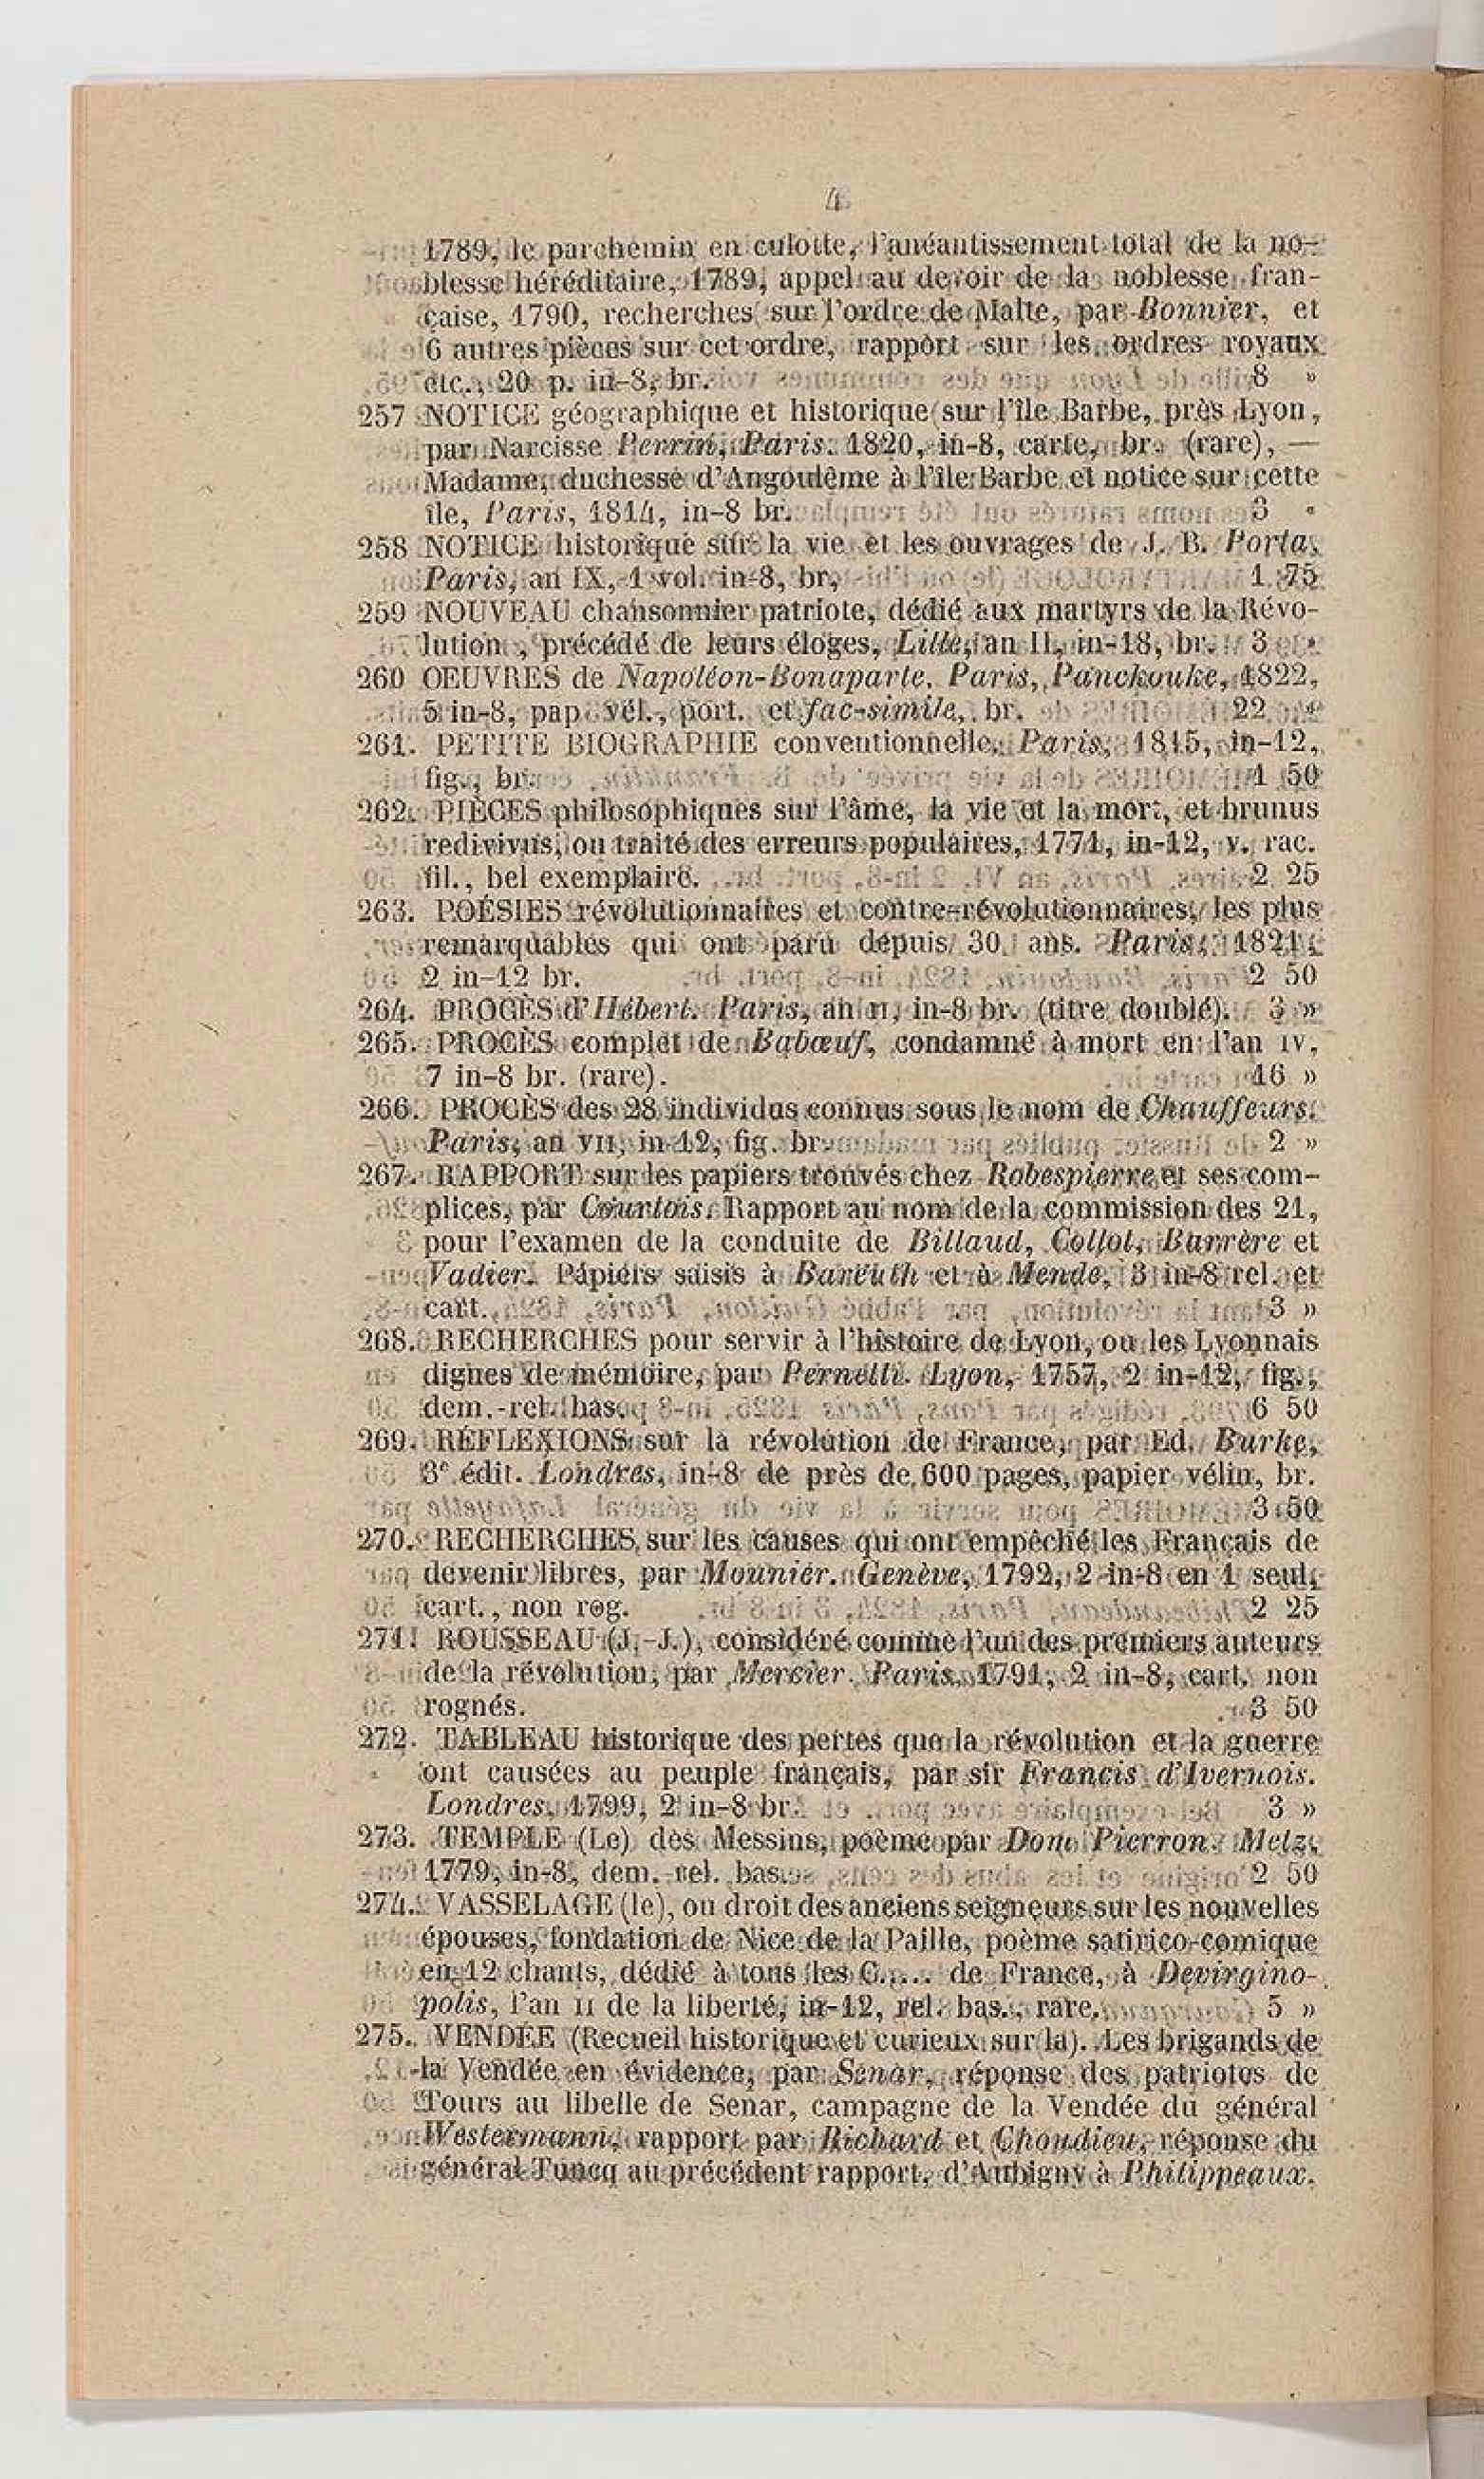 4
1789, le parchemin en culotte, l'anéantissement total de la no-
blesse héréditaire, 1789, appel au devoir de la noblesse fran-
çaise, 1790, recherches sur l'ordre de Malte, par Bonnier, et
6 autres pièces sur cet ordre, rapport sur les ordres royaux
etc., 20 p. in-8, br. 8 »
257 NOTICE géographique et historique sur l'île Barbe, près Lyon,
par Narcisse Perrin, Paris. 1820, in-8, carte, br. (rare), —
Madame, duchesse d'Angoulême à l'île Barbe et notice sur cette
île, Paris, 1814, in-8 br. 3 »
258 NOTICE historique sur la vie et les ouvrages de J. B. Porta,
Paris, an IX, 1 vol. in-8, br, 1 75
259 NOUVEAU chansonnier patriote, dédié aux martyrs de la Révo-
lution, précédé de leurs éloges, Lille, an II, in-18, br. 3 »
260 OEUVRES de Napoléon-Bonaparte, Paris, Panckouke, 1822,
5 in-8, pap. vél., port. et fac-simile, br. 22 »
261. PETITE BIOGRAPHIE conventionnelle, Paris, 1815, in-12,
fig., br. 1 50
262. PIÈCES philosophiques sur l'âme, la vie et la mort, et brunus
redivivus, ou traité des erreurs populaires, 1771, in-12, v. rac.
fil., bel exemplaire. 2 25
263. POÉSIES révolutionnaires et contre-révolutionnaires, les plus
remarquables qui ont paru depuis 30 ans. Paris, 1821,
2 in-12 br. 2 50
264. PROCÈS d'Hébert. Paris, an II, in-8 br. (titre doublé). 3 »
265. PROCÈS complet de Babœuf, condamné à mort en l'an IV,
7 in-8 br. (rare). 16 »
266. PROCÈS des 28 individus connus sous le nom de Chauffeurs.
Paris, an VII, in-12, fig. br. 2 »
267. RAPPORT sur les papiers trouvés chez Robespierre et ses com-
plices, par Courtois. Rapport au nom de la commission des 21,
pour l'examen de la conduite de Billaud, Collot, Barrère et
Vadier. Papiers saisis à Bareuth et à Mende, 3 in-8 rel. et
cart. 3 »
268. RECHERCHES pour servir à l'histoire de Lyon, ou les Lyonnais
dignes de mémoire, par Pernetti. Lyon, 1757, 2 in-12, fig.,
dem.-rel. bas. 6 50
269. RÉFLEXIONS sur la révolution de France, par Ed. Burke,
3e édit. Londres, in-8 de près de 600 pages, papier vélin, br.
3 50
270. RECHERCHES sur les causes qui ont empêché les Français de
devenir libres, par Mounier. Genève, 1792, 2 in-8 en 1 seul,
cart., non rog. 2 25
271. ROUSSEAU (J.-J.), considéré comme l'un des premiers auteurs
de la révolution, par Mercier. Paris, 1791, 2 in-8, cart. non
rognés. 3 50
272. TABLEAU historique des pertes que la révolution et la guerre
ont causées au peuple français, par sir Francis d'Ivernois.
Londres, 1799, 2 in-8 br. 3 »
273. TEMPLE (Le) des Messins, poème par Dom Pierron. Metz,
1779, in-8, dem.-rel. bas. 2 50
274. VASSELAGE (le), ou droit des anciens seigneurs sur les nouvelles
épouses, fondation de Nice de la Paille, poème satirico-comique
en 12 chants, dédié à tous les C.... de France, à Devirgino-
polis, l'an II de la liberté, in-12, rel. bas., rare. 5 »
275. VENDÉE (Recueil historique et curieux sur la). Les brigands de
la Vendée en évidence, par Senar, réponse des patriotes de
Tours au libelle de Senar, campagne de la Vendée du général
Westermann, rapport par Richard et Choudieu, réponse du
général Tuncq au précédent rapport, d'Aubigny à Philippeaux.